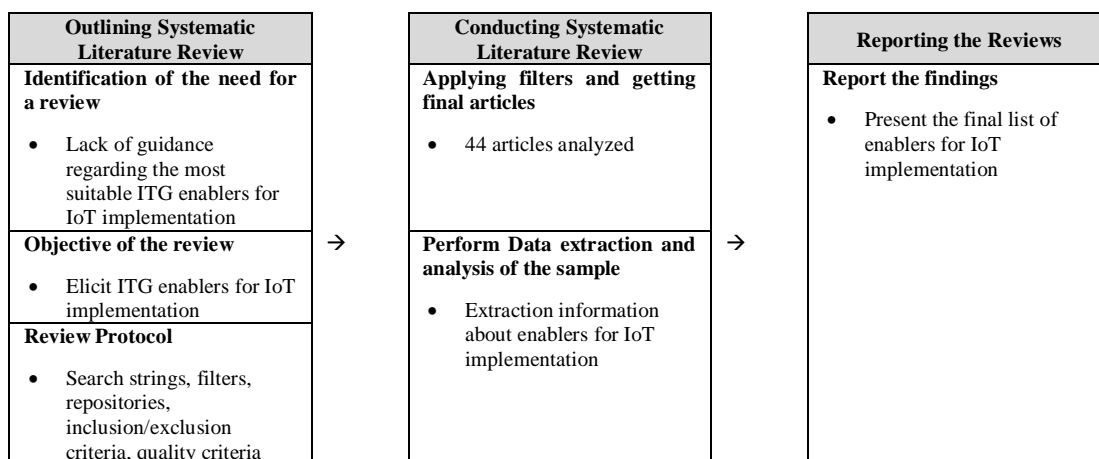 Outlining Systematic
Literature Review
Identification of the need for
a review
• Lack of guidance
regarding the most
suitable ITG enablers for
IoT implementation
Objective of the review
• Elicit ITG enablers for IoT
implementation
Review Protocol
• Search strings, filters,
repositories,
inclusion/exclusion
criteria, quality criteria
→
Conducting Systematic
Literature Review
Applying filters and getting
final articles
• 44 articles analyzed
Perform Data extraction and
analysis of the sample
• Extraction information
about enablers for IoT
implementation
→
Reporting the Reviews
Report the findings
• Present the final list of
enablers for IoT
implementation